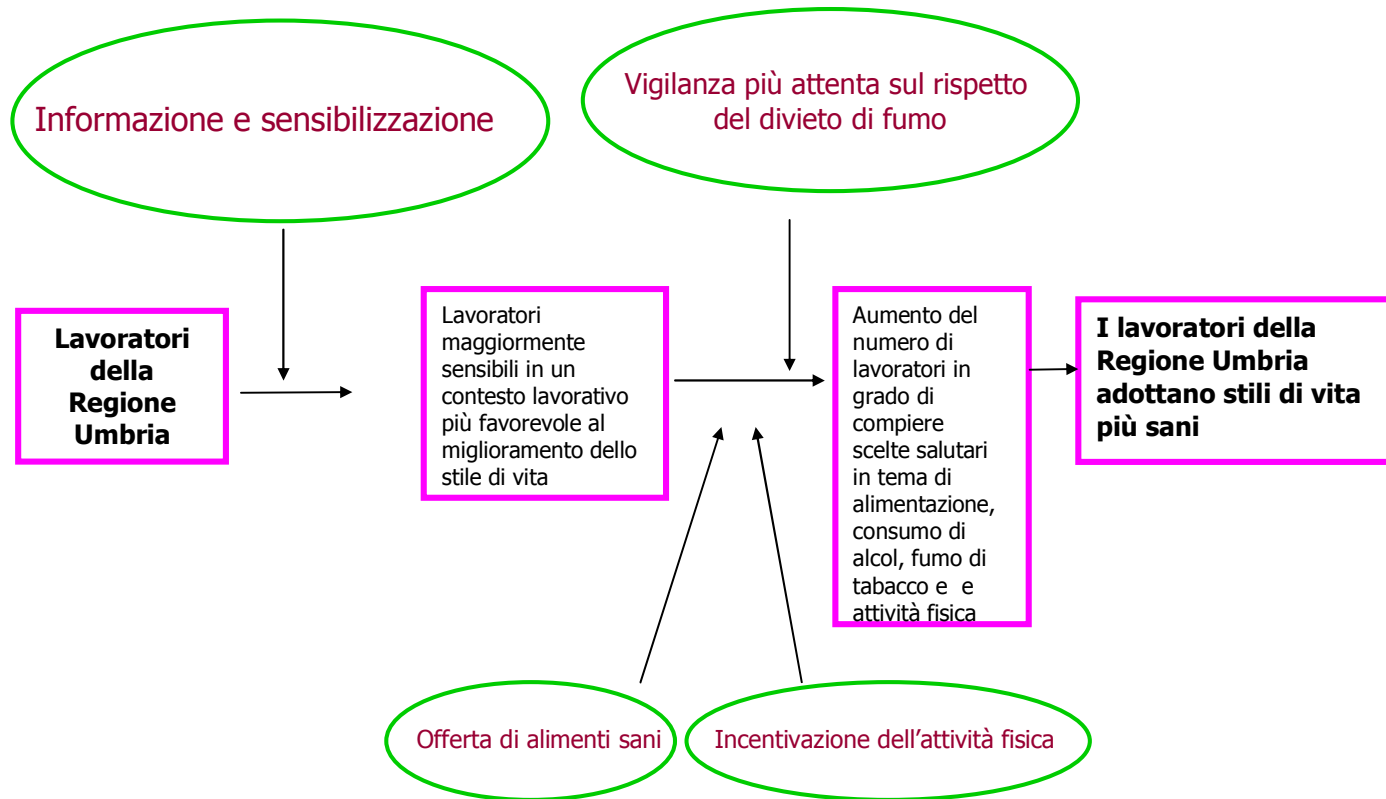 Informazione e sensibilizzazione
Vigilanza più attenta sul rispetto
del divieto di fumo
Lavoratori
della
Regione
Umbria
Lavoratori
maggiormente
sensibili in un
contesto lavorativo
più favorevole al
miglioramento dello
stile di vita
Aumento del
numero di
lavoratori in
grado di
compiere
scelte salutari
in tema di
alimentazione,
consumo di
alcol, fumo di
tabacco e e
attività fisica
I lavoratori della
Regione Umbria
adottano stili di vita
più sani
Offerta di alimenti sani
Incentivazione dell’attività fisica